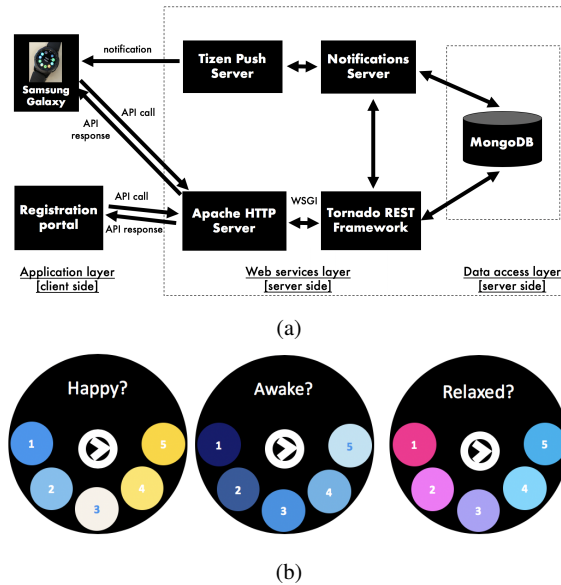 notification
Tizen Push
Server
Notifications
Server
Samsung
Galaxy
API call
API
response
MongoDB
WSGI
Registration
portal
API call
API response
Apache HTTP
Server
Tornado REST
Framework
Application layer
[client side]
Web services layer
[server side]
Data access layer
[server side]
(a)
Happy?
1
2
3
4
5
Awake?
1
2
3
4
5
Relaxed?
1
2
3
4
5
(b)